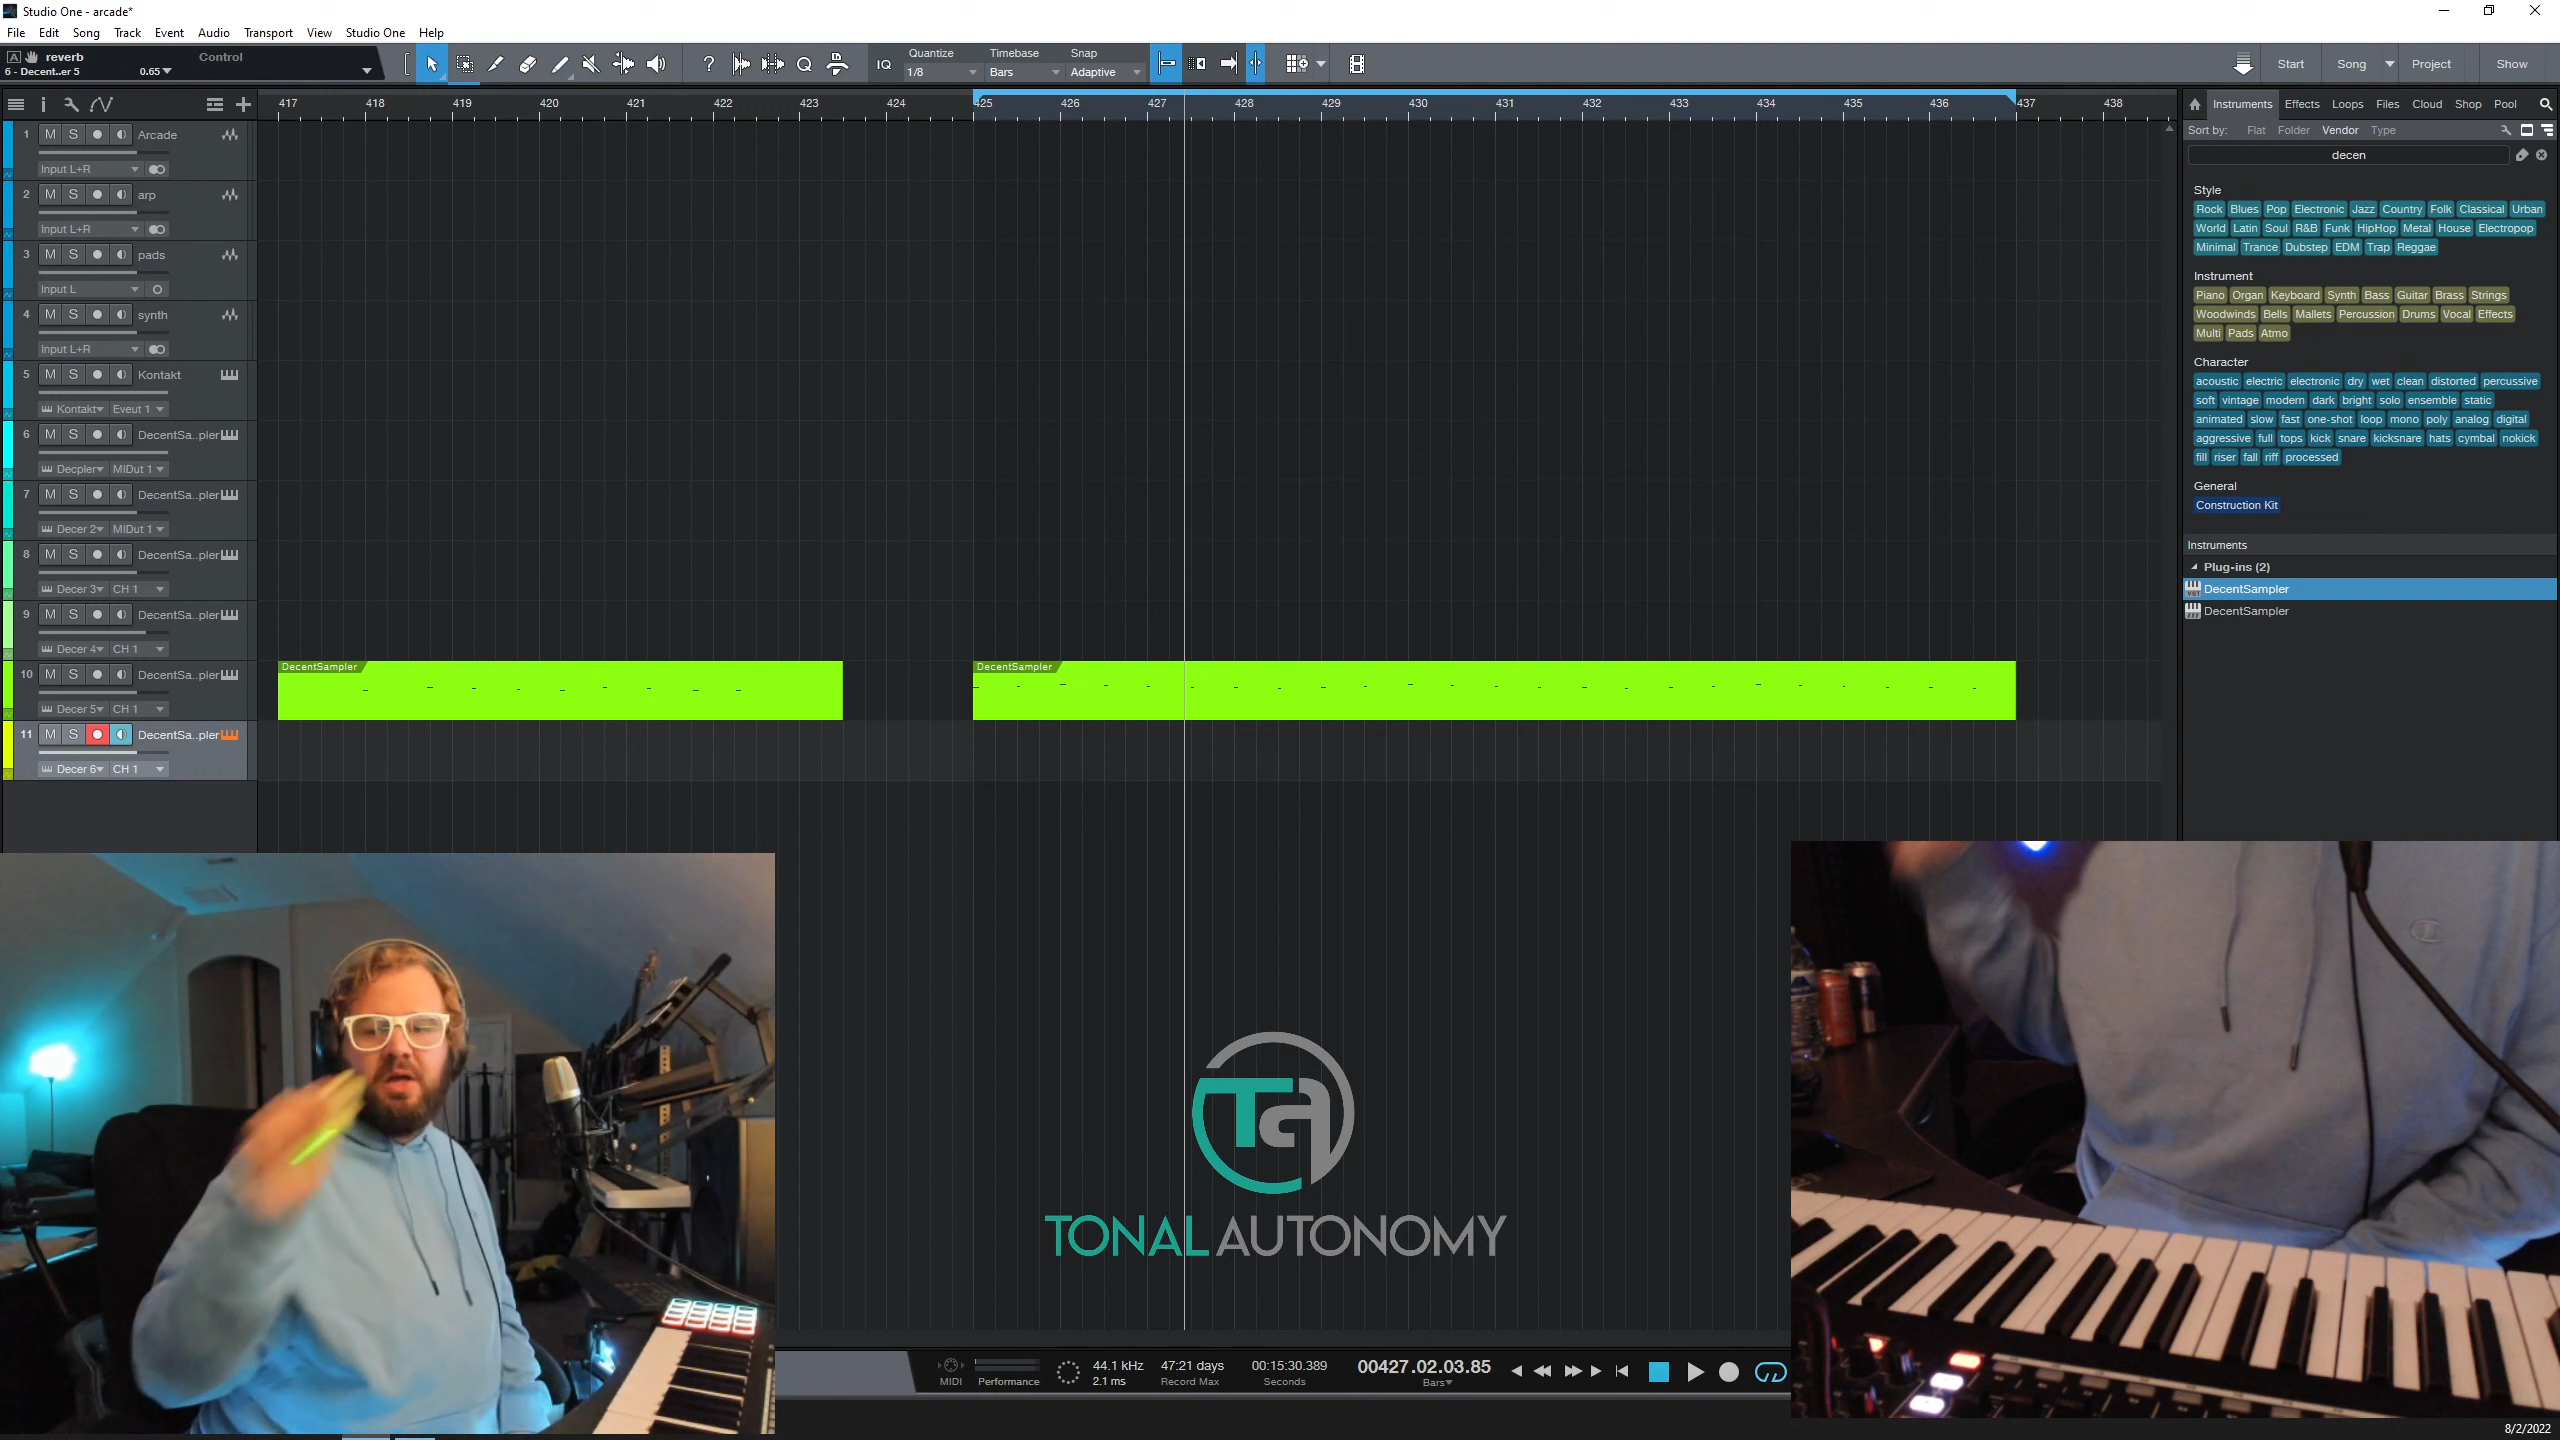 Studio One - arcade*
File Edit Song Track Event Audio Transport View Studio One Help
reverb Control
6 - Decent..er 5 0.65
Quantize Timebase Snap
IQ 1/8 Bars Adaptive
Start Song Project Show
417 418 419 420 421 422 423 424 425 426 427 428 429 430 431 432 433 434 435 436 437 438
1 M S Arcade
Input L+R
2 M S arp
Input L+R
3 M S pads
Input L
4 M S synth
Input L+R
5 M S Kontakt
Kontakt Eveut 1
6 M S DecentSa..pler
Decpler MIDut 1
7 M S DecentSa..pler
Decer 2 MIDut 1
8 M S DecentSa..pler
Decer 3 CH 1
9 M S DecentSa..pler
Decer 4 CH 1
10 M S DecentSa..pler
Decer 5 CH 1
11 M S DecentSa..pler
Decer 6 CH 1
DecentSampler DecentSampler
Instruments Effects Loops Files Cloud Shop Pool
Sort by: Flat Folder Vendor Type
decen
Style
Rock Blues Pop Electronic Jazz Country Folk Classical Urban
World Latin Soul R&B Funk HipHop Metal House Electropop
Minimal Trance Dubstep EDM Trap Reggae
Instrument
Piano Organ Keyboard Synth Bass Guitar Brass Strings
Woodwinds Bells Mallets Percussion Drums Vocal Effects
Multi Pads Atmo
Character
acoustic electric electronic dry wet clean distorted percussive
soft vintage modern dark bright solo ensemble static
animated slow fast one-shot loop mono poly analog digital
aggressive full tops kick snare kicksnare hats cymbal nokick
fill riser fall riff processed
General
Construction Kit
Instruments
Plug-ins (2)
DecentSampler
DecentSampler
Ta
TONAL AUTONOMY
44.1 kHz 47:21 days 00:15:30.389 00427.02.03.85
MIDI Performance 2.1 ms Record Max Seconds Bars
8/2/2022